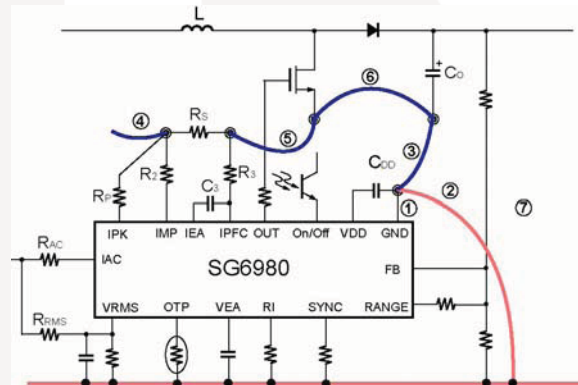 L
⑥
+
Co
④
Rs
⑤
③
RP
R2
R3
C3
CDD
①
②
⑦
IPK
IMP
IEA
IPFC
OUT
On/Off
VDD
GND
RAC
IAC
SG6980
FB
RRMS
VRMS
OTP
VEA
RI
SYNC
RANGE